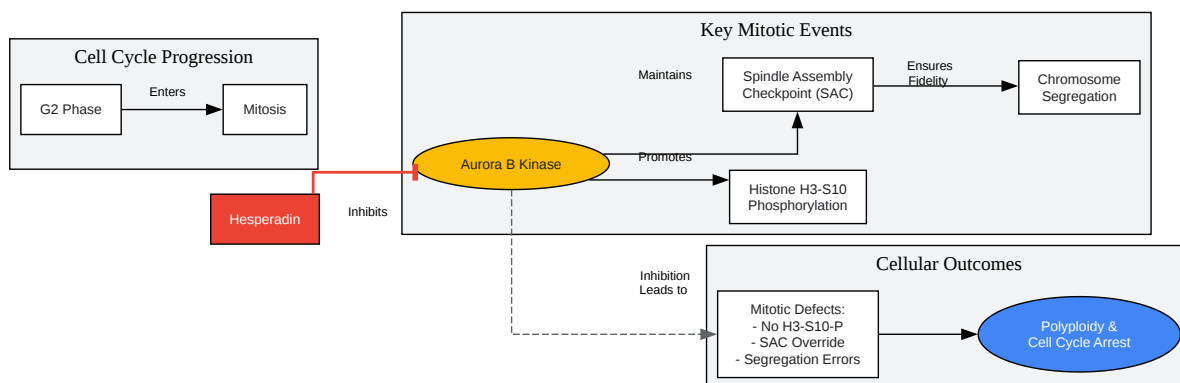 Cell Cycle Progression
G2 Phase
Enters
Mitosis
Hesperadin
Inhibits
Key Mitotic Events
Aurora B Kinase
Maintains
Spindle Assembly
Checkpoint (SAC)
Ensures
Fidelity
Chromosome
Segregation
Promotes
Histone H3-S10
Phosphorylation
Inhibition
Leads to
Cellular Outcomes
Mitotic Defects:
- No H3-S10-P
- SAC Override
- Segregation Errors
Polyploidy &
Cell Cycle Arrest